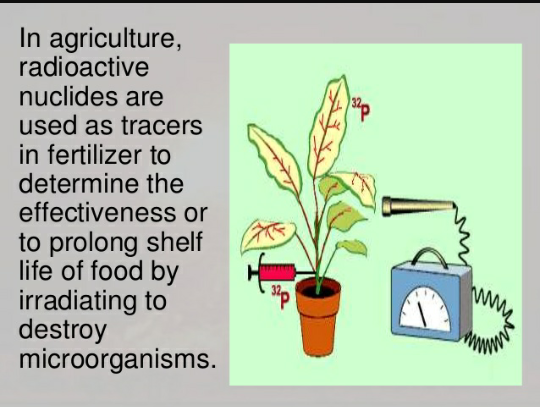 In agriculture,
radioactive
nuclides are
used as tracers
in fertilizer to
determine the
effectiveness or
to prolong shelf
life of food by
irradiating to
destroy
microorganisms.
³²P
³²P